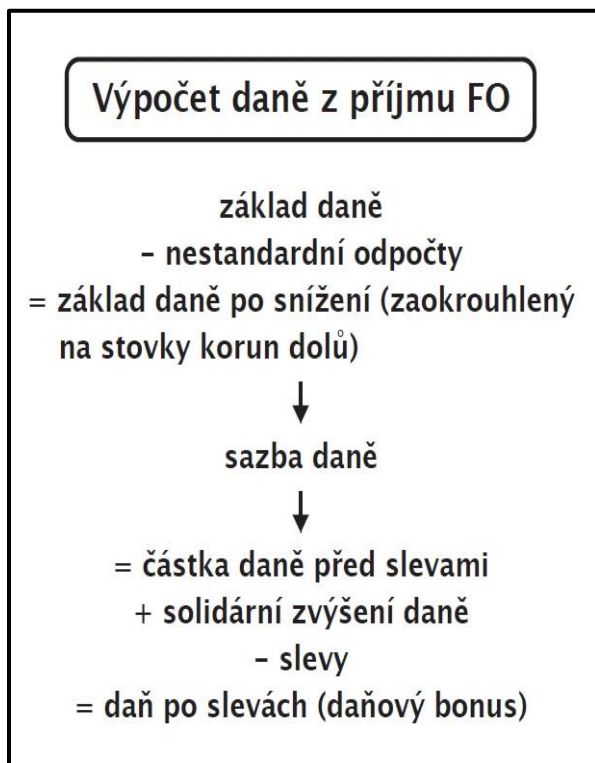 Výpočet daně z příjmu FO
základ daně
– nestandardní odpočty
= základ daně po snížení (zaokrouhlený
na stovky korun dolů)
sazba daně
= částka daně před slevami
+ solidární zvýšení daně
– slevy
= daň po slevách (daňový bonus)